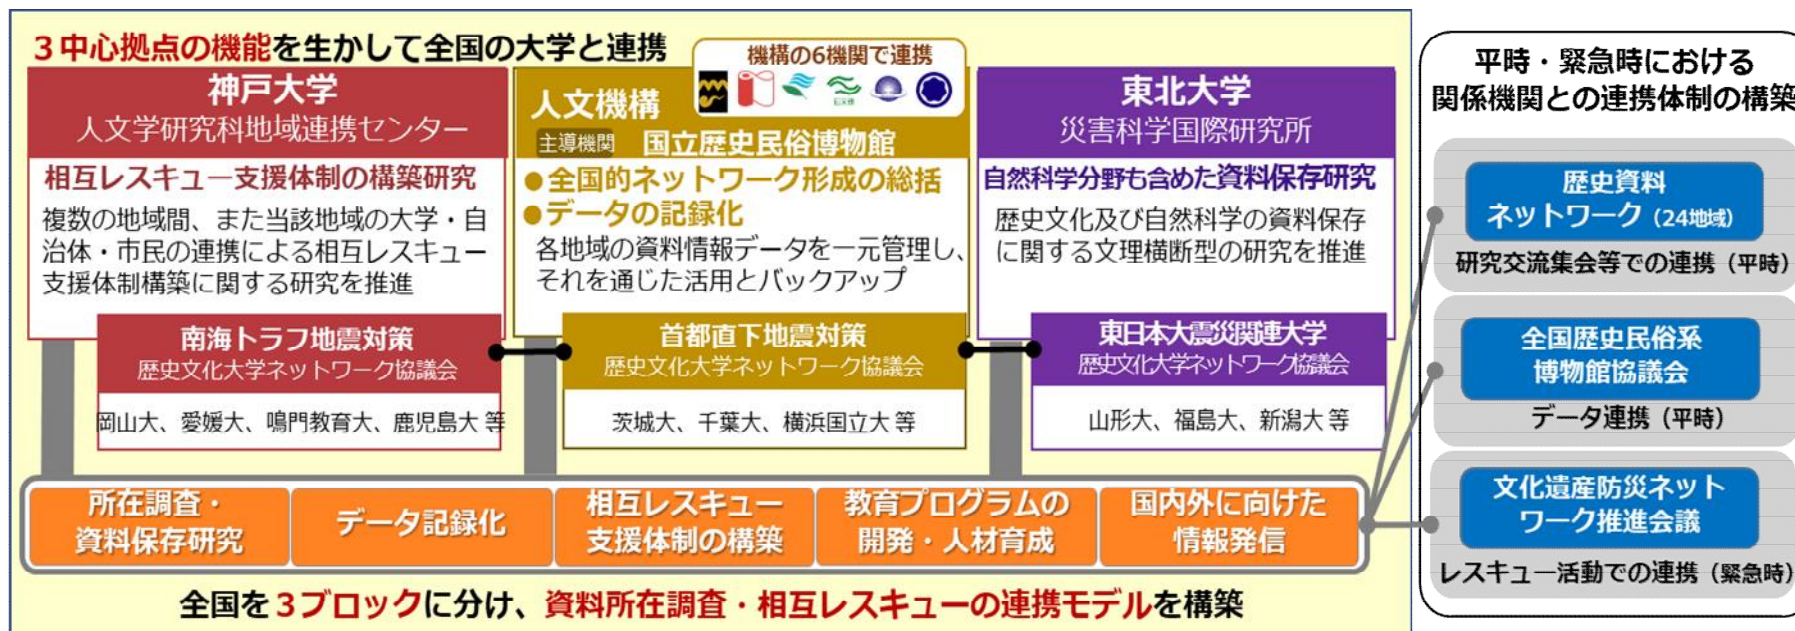 ３中心拠点の機能を生かして全国の大学と連携
神戸大学
人文学研究科地域連携センター
相互レスキュー支援体制の構築研究
複数の地域間、また当該地域の大学・自
治体・市民の連携による相互レスキュー
支援体制構築に関する研究を推進
南海トラフ地震対策
歴史文化大学ネットワーク協議会
岡山大、愛媛大、鳴門教育大、鹿児島大 等
機構の6機関で連携
人文機構
主導機関 国立歴史民俗博物館
●全国的ネットワーク形成の総括
●データの記録化
各地域の資料情報データを一元管理し、
それを通じた活用とバックアップ
首都直下地震対策
歴史文化大学ネットワーク協議会
茨城大、千葉大、横浜国立大 等
東北大学
災害科学国際研究所
自然科学分野も含めた資料保存研究
歴史文化及び自然科学の資料保存
に関する文理横断型の研究を推進
東日本大震災関連大学
歴史文化大学ネットワーク協議会
山形大、福島大、新潟大 等
所在調査・
資料保存研究
データ記録化
相互レスキュー
支援体制の構築
教育プログラムの
開発・人材育成
国内外に向けた
情報発信
全国を３ブロックに分け、資料所在調査・相互レスキューの連携モデルを構築
平時・緊急時における
関係機関との連携体制の構築
歴史資料
ネットワーク（24地域）
研究交流集会等での連携（平時）
全国歴史民俗系
博物館協議会
データ連携（平時）
文化遺産防災ネット
ワーク推進会議
レスキュー活動での連携（緊急時）